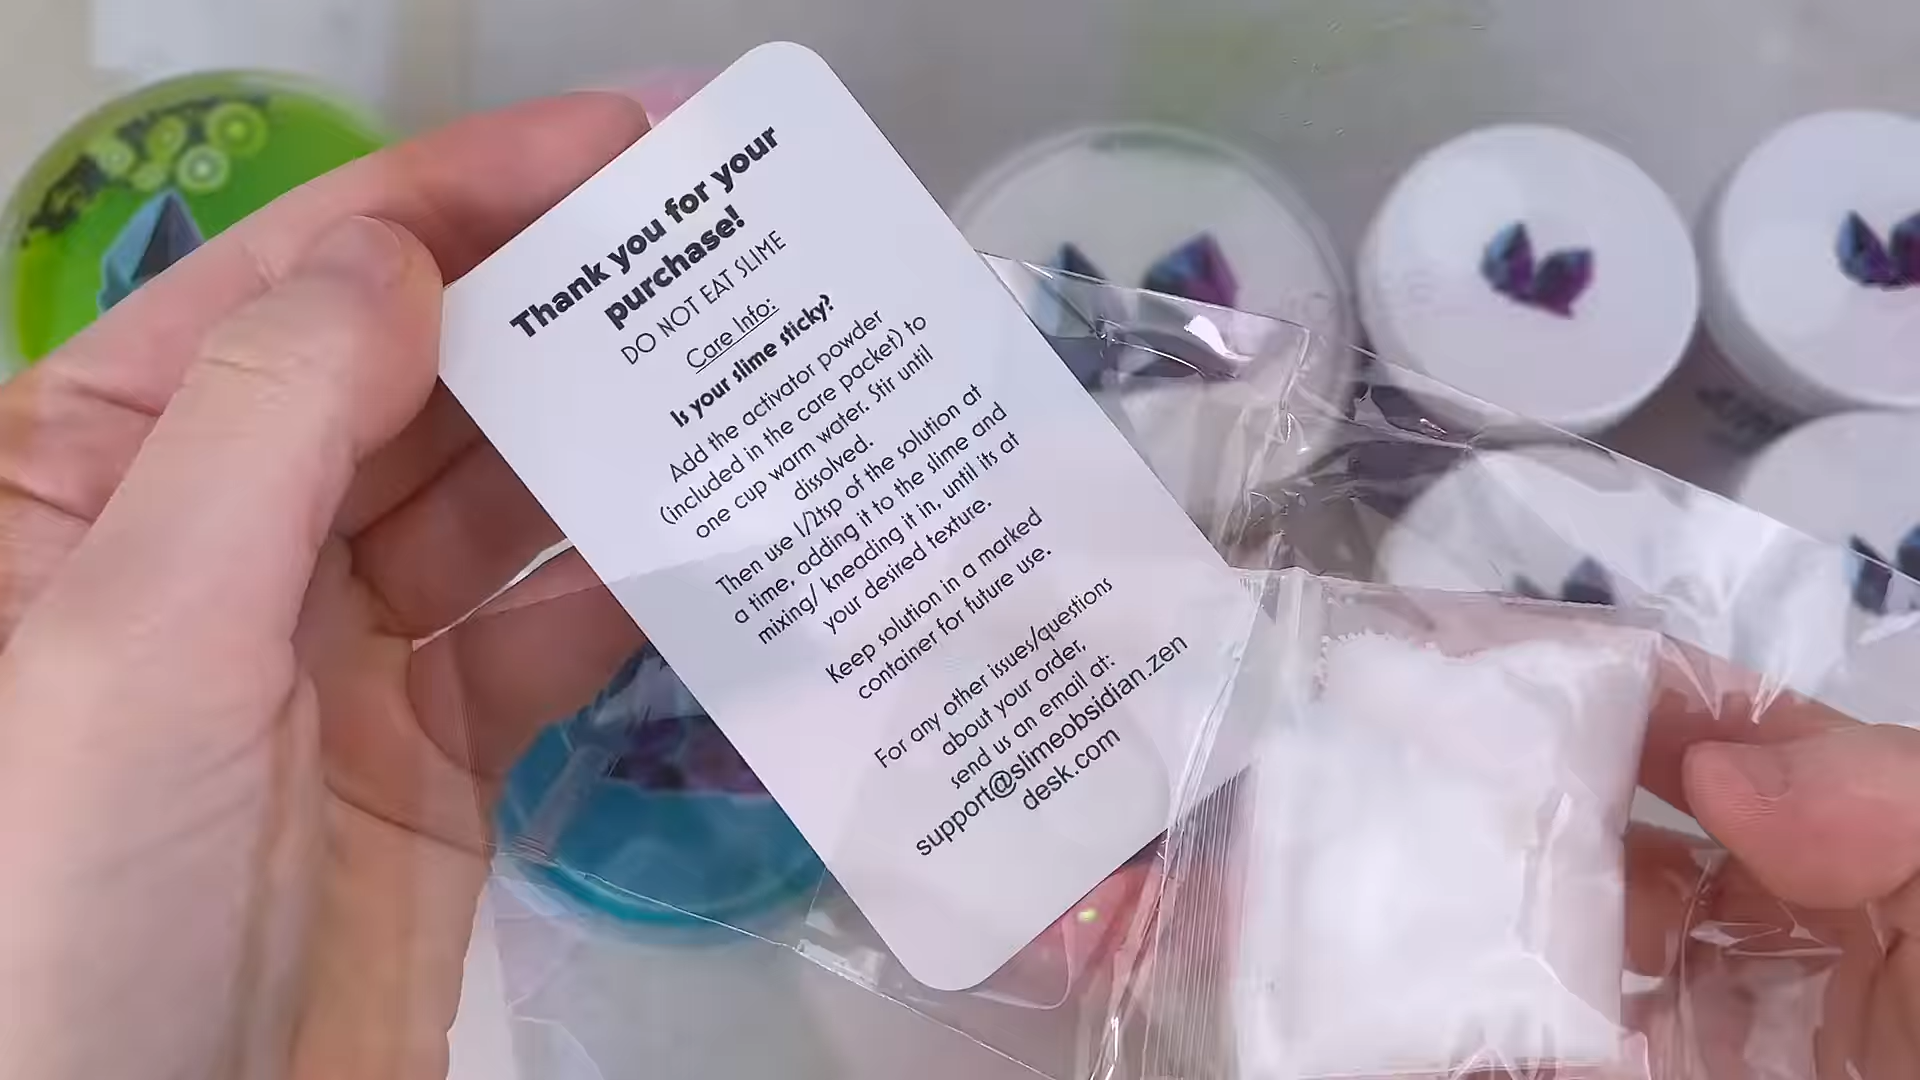 Thank you for your
purchase!
DO NOT EAT SLIME
Care Info:
Is your slime sticky?
Add the activator powder
(included in the care packet) to
one cup warm water. Stir until
dissolved.
Then use 1/2tsp of the solution at
a time, adding it to the slime and
mixing/ kneading it in, until its at
your desired texture.
Keep solution in a marked
container for future use.
For any other issues/questions
about your order,
send us an email at:
support@slimeobsidian.zen
desk.com